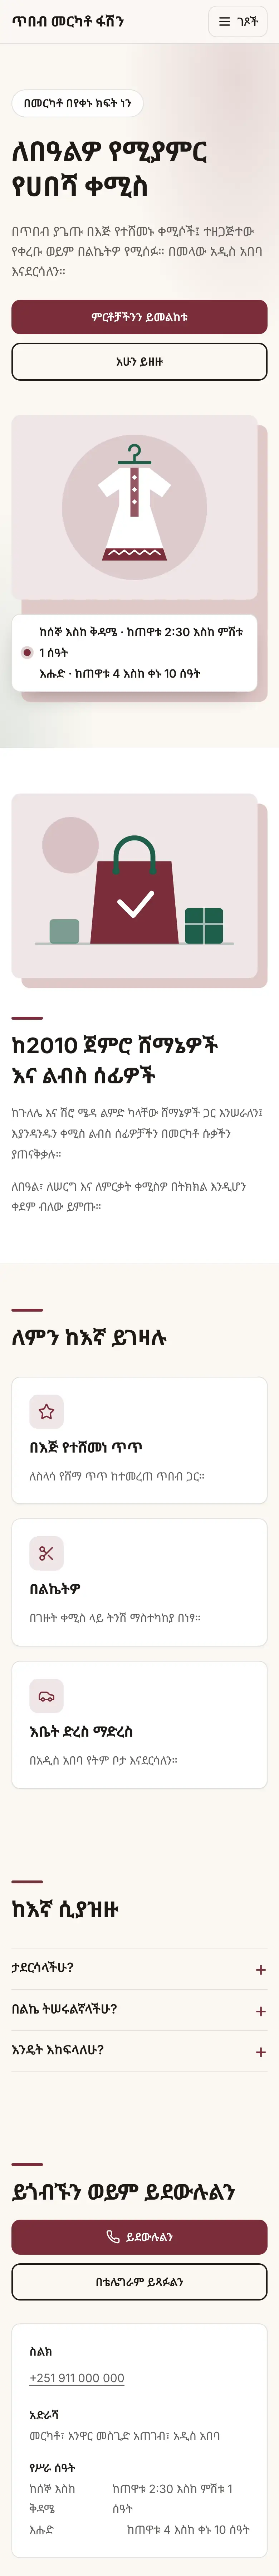 ጥበብ መርካቶ ፋሽን
ገጾች
በመርካቶ በየቀኑ ክፍት ነን
ለበዓልዎ የሚያምር
የሀበሻ ቀሚስ
በጥበብ ያጌጡ በእጅ የተሸመኑ ቀሚሶች፤ ተዘጋጅተው
የቀረቡ ወይም በልኬትዎ የሚሰፉ። በመላው አዲስ አበባ
እናደርሳለን።
ምርቶቻችንን ይመልከቱ
አሁን ይዘዙ
ከሰኞ እስከ ቅዳሜ · ከጠዋቱ 2:30 እስከ ምሽቱ
1 ሰዓት
እሑድ · ከጠዋቱ 4 እስከ ቀኑ 10 ሰዓት
ከ2010 ጀምሮ ሸማኔዎች
እና ልብስ ሰፊዎች
ከጉለሌ እና ሽሮ ሜዳ ልምድ ካላቸው ሸማኔዎች ጋር እንሠራለን፤
እያንዳንዱን ቀሚስ ልብስ ሰፊዎቻችን በመርካቶ ሱቃችን
ያጠናቅቃሉ።
ለበዓል፣ ለሠርግ እና ለምርቃት ቀሚስዎ በትክክል እንዲሆን
ቀደም ብለው ይምጡ።
ለምን ከእኛ ይገዛሉ
በእጅ የተሸመነ ጥጥ
ለስላሳ የሸማ ጥጥ ከተመረጠ ጥበብ ጋር።
በልኬትዎ
በገዙት ቀሚስ ላይ ትንሽ ማስተካከያ በነፃ።
እቤት ድረስ ማድረስ
በአዲስ አበባ የትም ቦታ እናደርሳለን።
ከእኛ ሲያዝዙ
ታደርሳላችሁ?
በልኬ ትሠሩልኛላችሁ?
እንዴት እከፍላለሁ?
ይጎብኙን ወይም ይደውሉልን
ይደውሉልን
በቴሌግራም ይጻፉልን
ስልክ
+251 911 000 000
አድራሻ
መርካቶ፣ አንዋር መስጊድ አጠገብ፣ አዲስ አበባ
የሥራ ሰዓት
ከሰኞ እስከ ቅዳሜ
ከጠዋቱ 2:30 እስከ ምሽቱ 1 ሰዓት
እሑድ
ከጠዋቱ 4 እስከ ቀኑ 10 ሰዓት